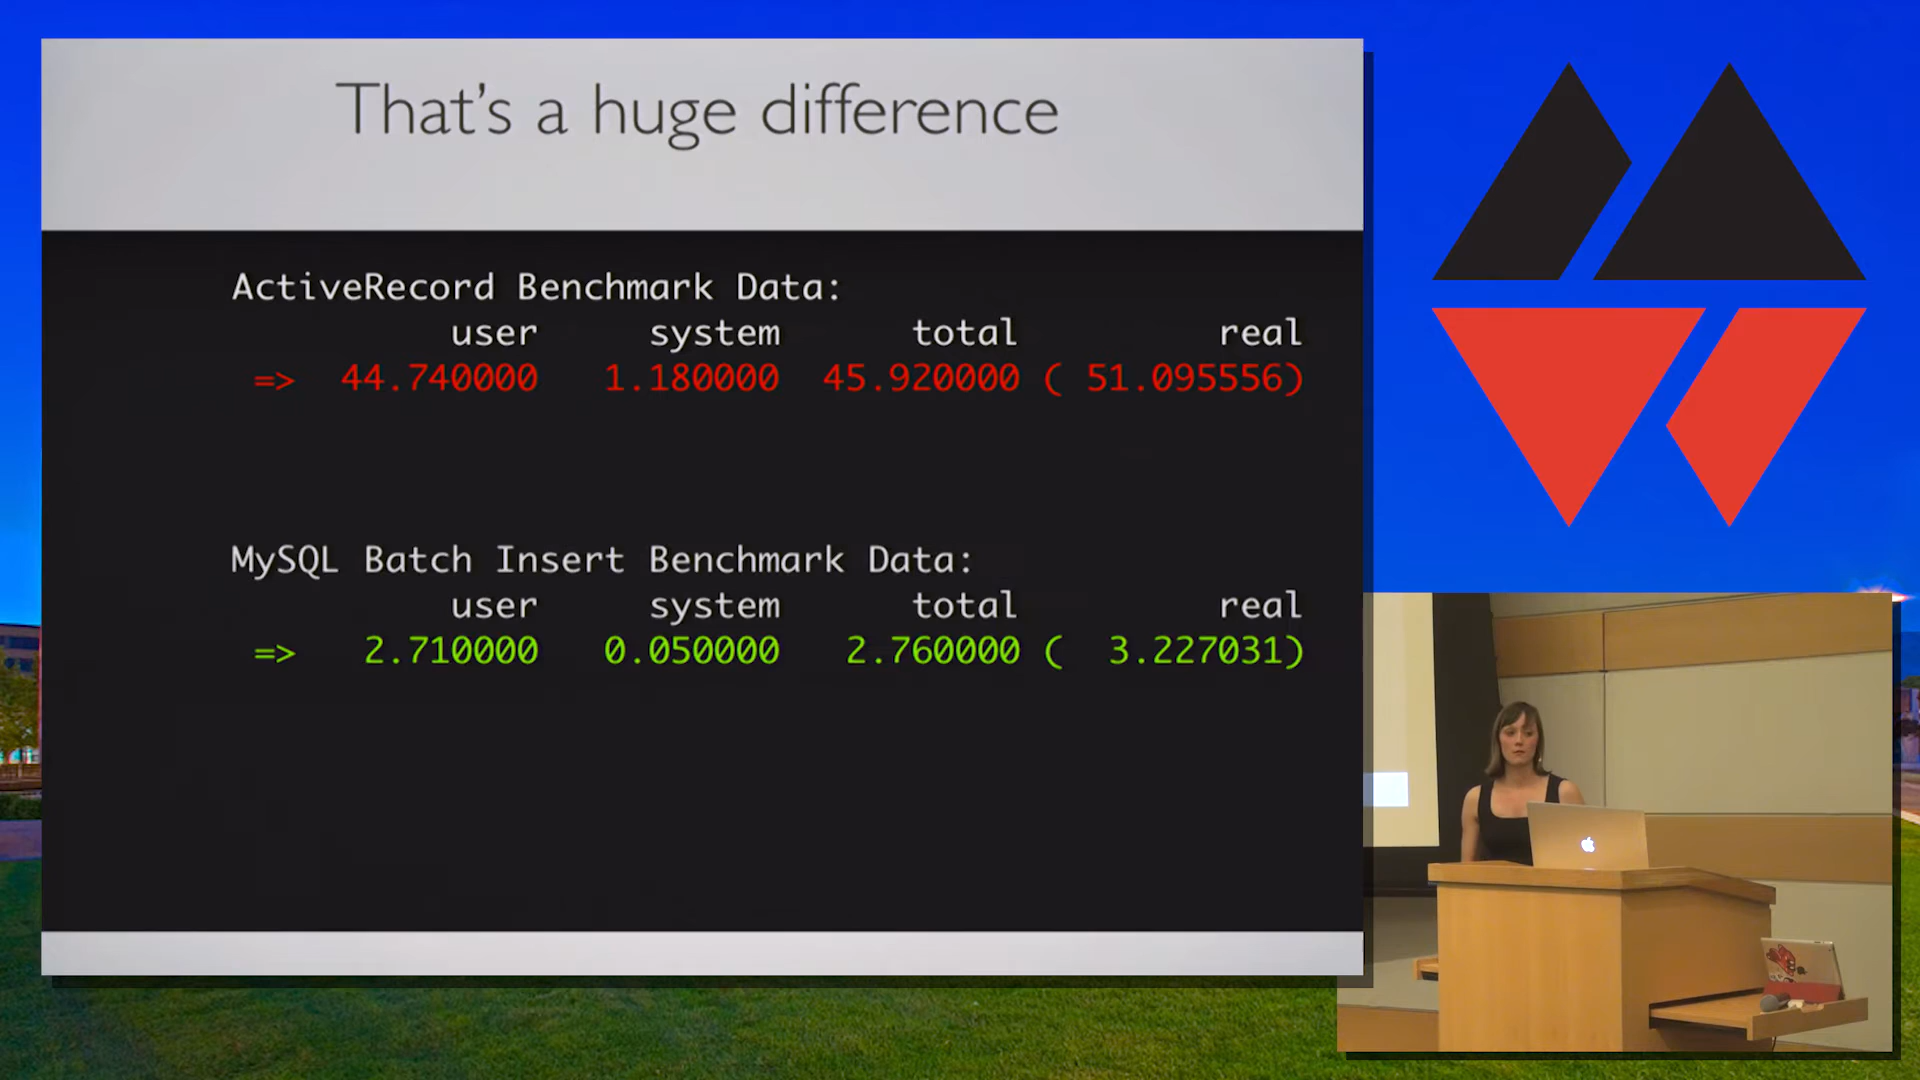 That's a huge difference
ActiveRecord Benchmark Data:
user system total real
=> 44.740000 1.180000 45.920000 ( 51.095556)
MySQL Batch Insert Benchmark Data:
user system total real
=> 2.710000 0.050000 2.760000 ( 3.227031)